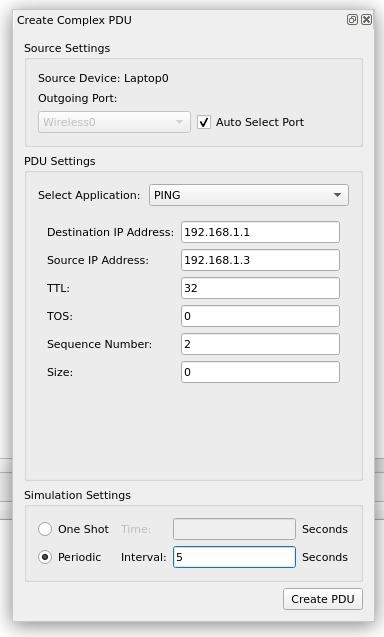 Create Complex PDU
Source Settings
Source Device: Laptop0
Outgoing Port:
Wireless0 Auto Select Port
PDU Settings
Select Application: PING
Destination IP Address: 192.168.1.1
Source IP Address: 192.168.1.3
TTL: 32
TOS: 0
Sequence Number: 2
Size: 0
Simulation Settings
One Shot Time: Seconds
Periodic Interval: 5 Seconds
Create PDU